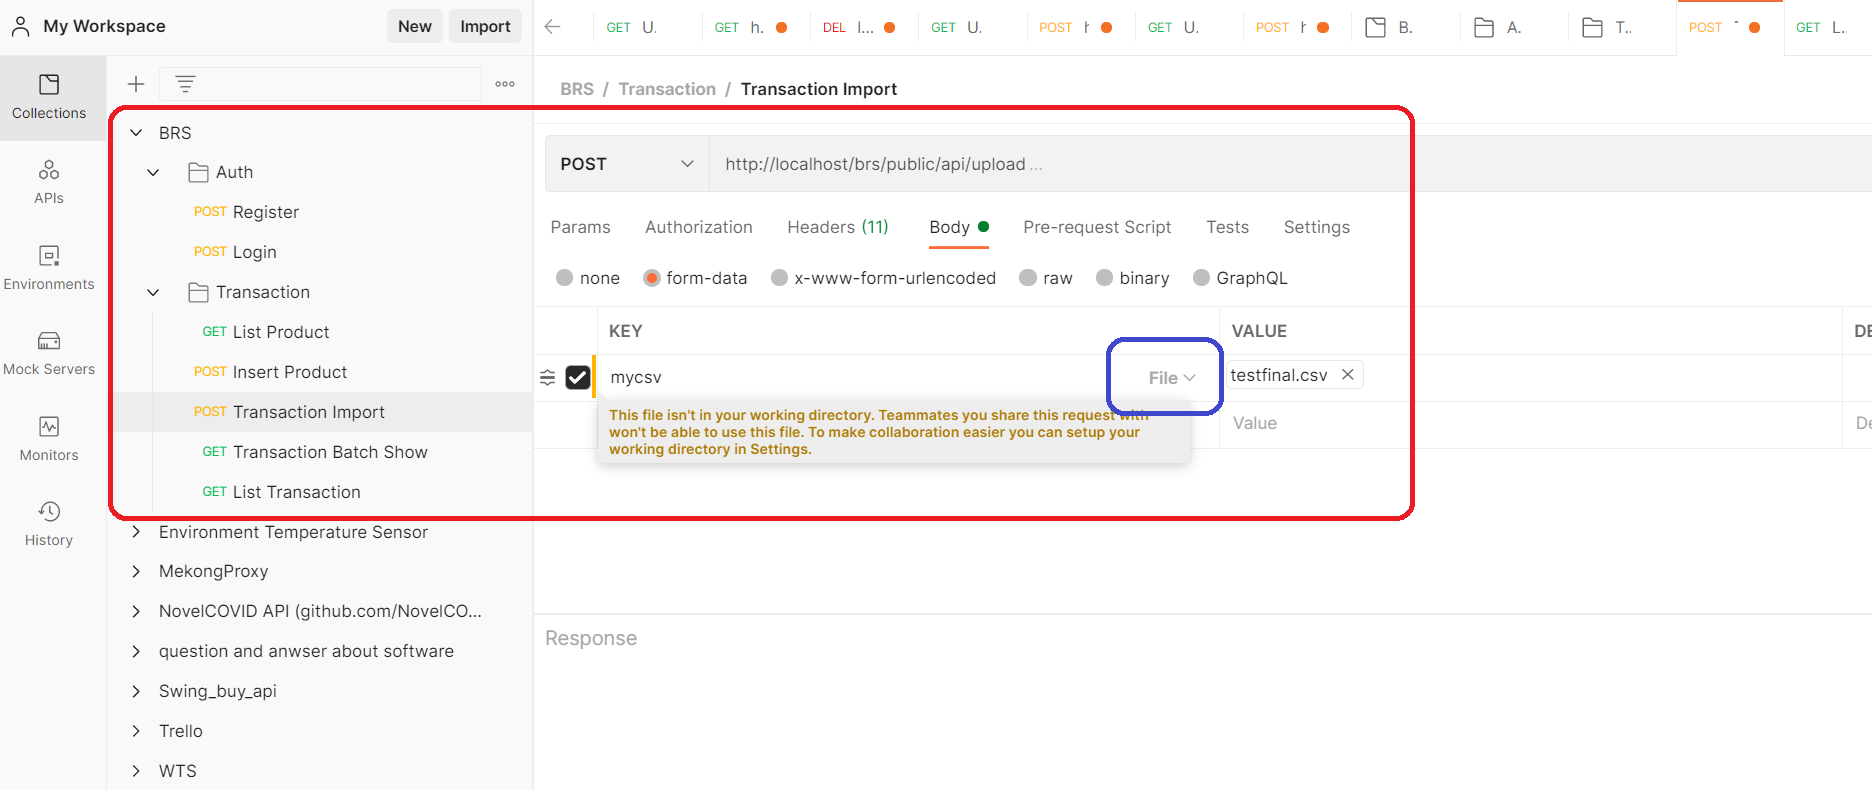 My Workspace
New
Import
GET U.
GET h.
DEL I...
GET U.
POST
GET U.
POST
B.
A.
T..
POST
GET L..
Collections
APIs
Environments
Mock Servers
Monitors
History
BRS
Auth
POST Register
POST Login
Transaction
GET List Product
POST Insert Product
POST Transaction Import
GET Transaction Batch Show
GET List Transaction
Environment Temperature Sensor
MekongProxy
NovelCOVID API (github.com/NovelCO...
question and anwser about software
Swing_buy_api
Trello
WTS
BRS / Transaction / Transaction Import
POST
http://localhost/brs/public/api/upload ...
Params
Authorization
Headers (11)
Body
Pre-request Script
Tests
Settings
none
form-data
x-www-form-urlencoded
raw
binary
GraphQL
KEY
VALUE
DE
mycsv
File
testfinal.csv
This file isn't in your working directory. Teammates you share this request with
won't be able to use this file. To make collaboration easier you can setup your
working directory in Settings.
Value
De
Response